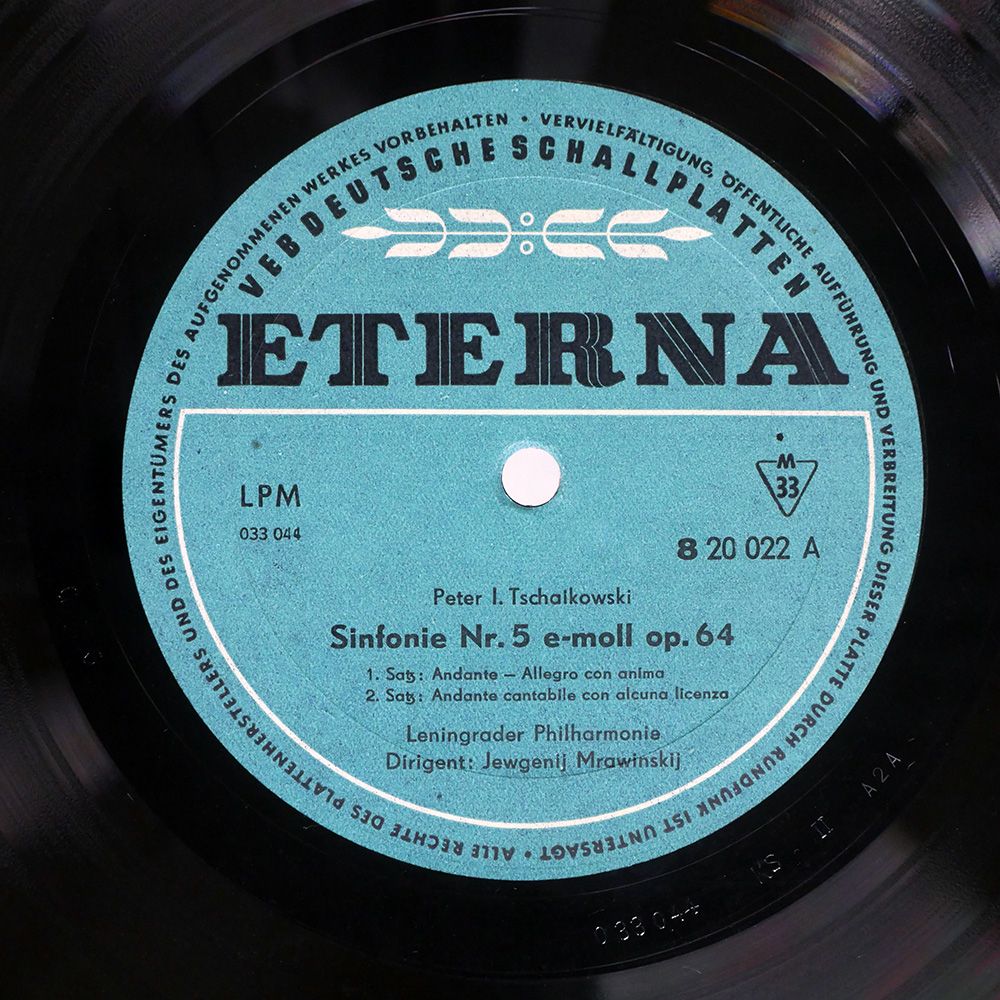 ALLE RECHTE DES PLATTENHERSTELLERS UND DES EIGENTÜMERS DES AUFGENOMMENEN WERKES VORBEHALTEN • VERVIELFÄLTIGUNG, ÖFFENTLICHE AUFFÜHRUNG UND VERBREITUNG DIESER PLATTE DURCH RUNDFUNK IST UNTERSAGT •
VEB DEUTSCHE SCHALLPLATTEN
ETERNA
LPM
033 044
M
33
8 20 022 A
Peter I. Tschaikowski
Sinfonie Nr. 5 e-moll op. 64
1. Satz: Andante – Allegro con anima
2. Satz: Andante cantabile con alcuna licenza
Leningrader Philharmonie
Dirigent: Jewgenij Mrawinskij
033044 KS II A2A